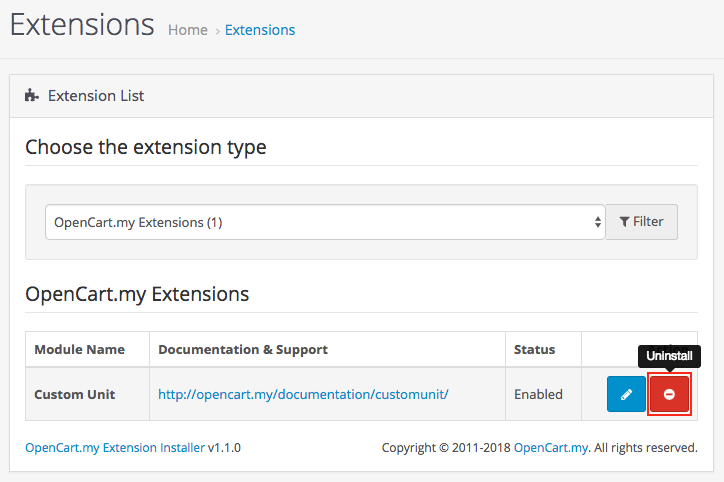 Extensions Home › Extensions
Extension List
Choose the extension type
OpenCart.my Extensions (1) Filter
OpenCart.my Extensions
Uninstall
Module Name Documentation & Support Status
Custom Unit http://opencart.my/documentation/customunit/ Enabled
OpenCart.my Extension Installer v1.1.0 Copyright © 2011-2018 OpenCart.my. All rights reserved.